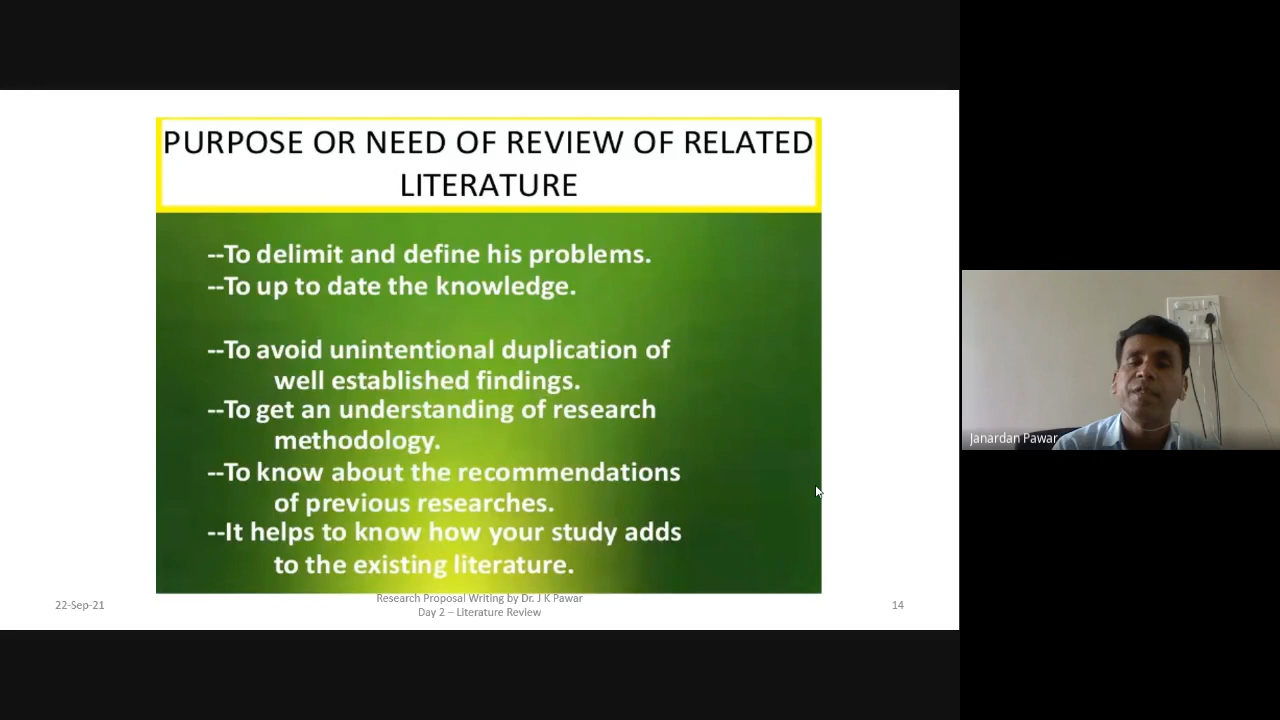 PURPOSE OR NEED OF REVIEW OF RELATED
LITERATURE
--To delimit and define his problems.
--To up to date the knowledge.
--To avoid unintentional duplication of
well established findings.
--To get an understanding of research
methodology.
--To know about the recommendations
of previous researches.
--It helps to know how your study adds
to the existing literature.
22-Sep-21
Research Proposal Writing by Dr. J K Pawar
Day 2 – Literature Review
14
Janardan Pawar